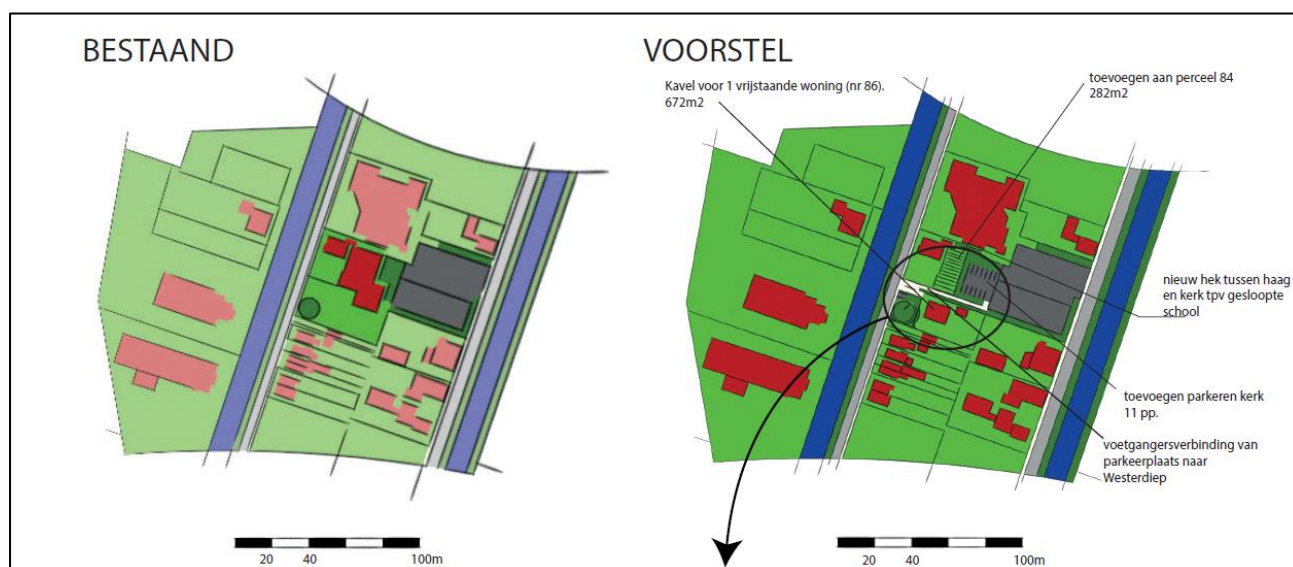 BESTAAND
VOORSTEL
Kavel voor 1 vrijstaande woning (nr 86).
672m2
toevoegen aan perceel 84
282m2
nieuw hek tussen haag
en kerk tpv gesloopte
school
toevoegen parkeren kerk
11 pp.
voetgangersverbinding van
parkeerplaats naar
Westerdiep
20 40 100m
20 40 100m